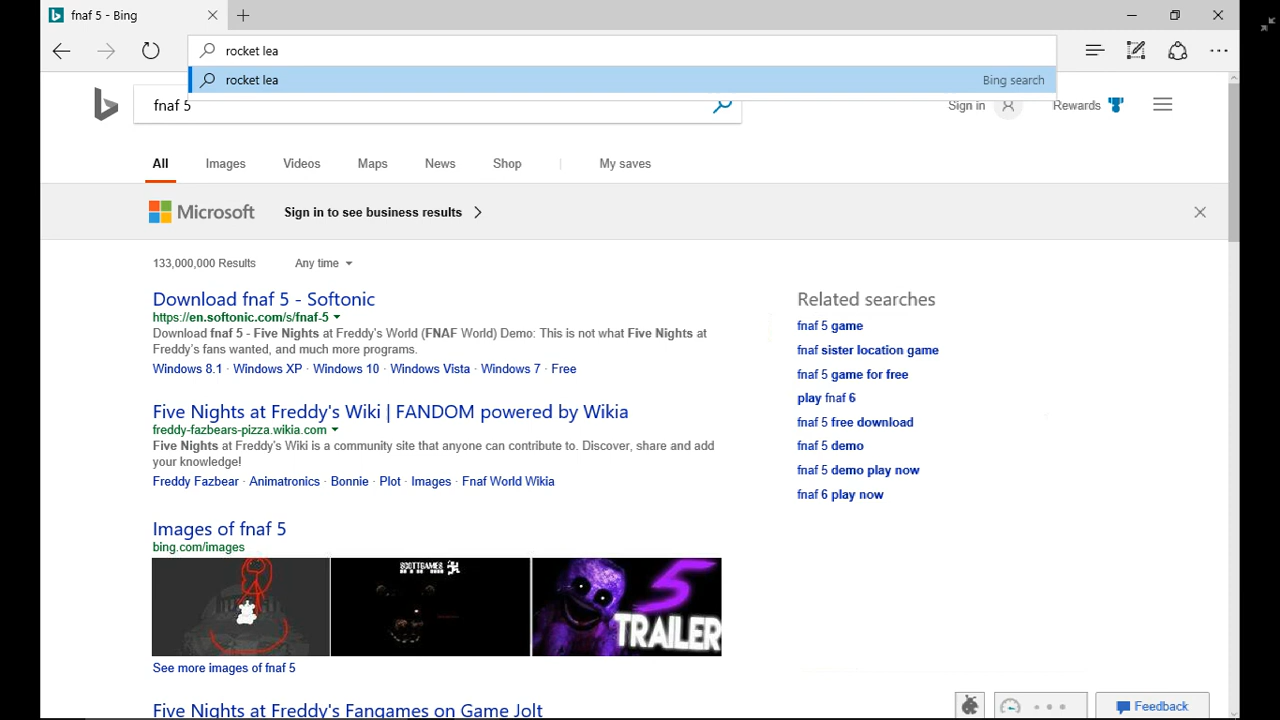 fnaf 5 - Bing
rocket lea
rocket lea Bing search
fnaf 5
Sign in Rewards
All Images Videos Maps News Shop | My saves
Microsoft Sign in to see business results
133,000,000 Results Any time
Download fnaf 5 - Softonic
https://en.softonic.com/s/fnaf-5
Download fnaf 5 - Five Nights at Freddy's World (FNAF World) Demo: This is not what Five Nights at
Freddy's fans wanted, and much more programs.
Windows 8.1 · Windows XP · Windows 10 · Windows Vista · Windows 7 · Free
Five Nights at Freddy's Wiki | FANDOM powered by Wikia
freddy-fazbears-pizza.wikia.com
Five Nights at Freddy's Wiki is a community site that anyone can contribute to. Discover, share and add
your knowledge!
Freddy Fazbear · Animatronics · Bonnie · Plot · Images · Fnaf World Wikia
Images of fnaf 5
bing.com/images
SCOTTGAMES
5
TRAILER
See more images of fnaf 5
Five Nights at Freddy's Fangames on Game Jolt
Related searches
fnaf 5 game
fnaf sister location game
fnaf 5 game for free
play fnaf 6
fnaf 5 free download
fnaf 5 demo
fnaf 5 demo play now
fnaf 6 play now
Feedback